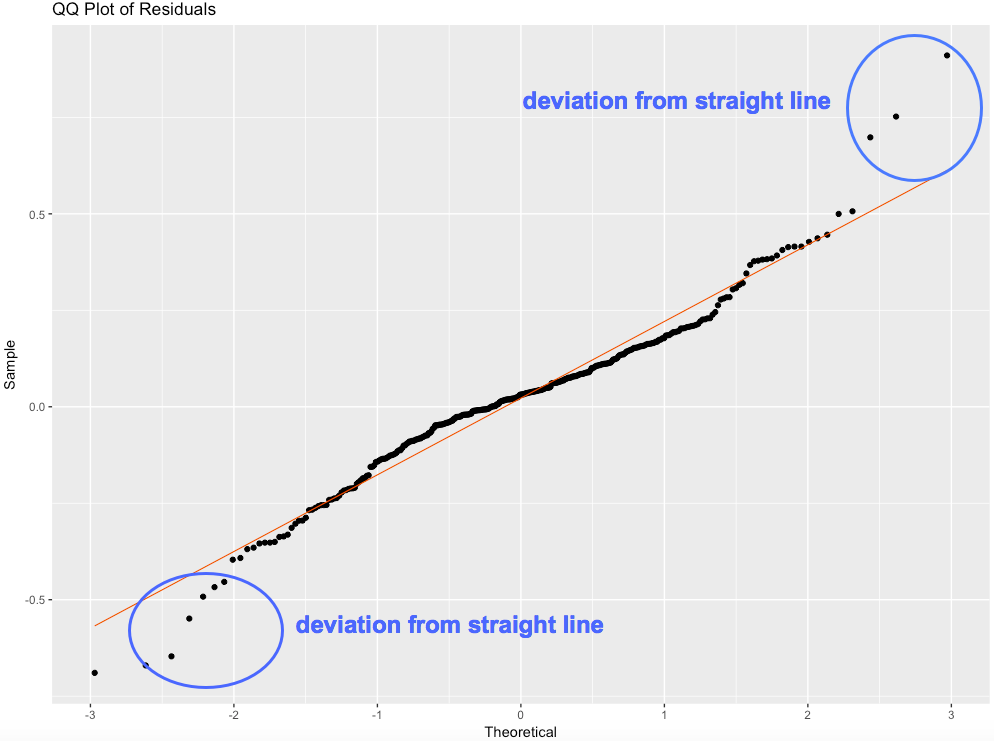 QQ Plot of Residuals
deviation from straight line
0.5
Sample
0.0
-0.5
deviation from straight line
-3
-2
-1
0
1
2
3
Theoretical